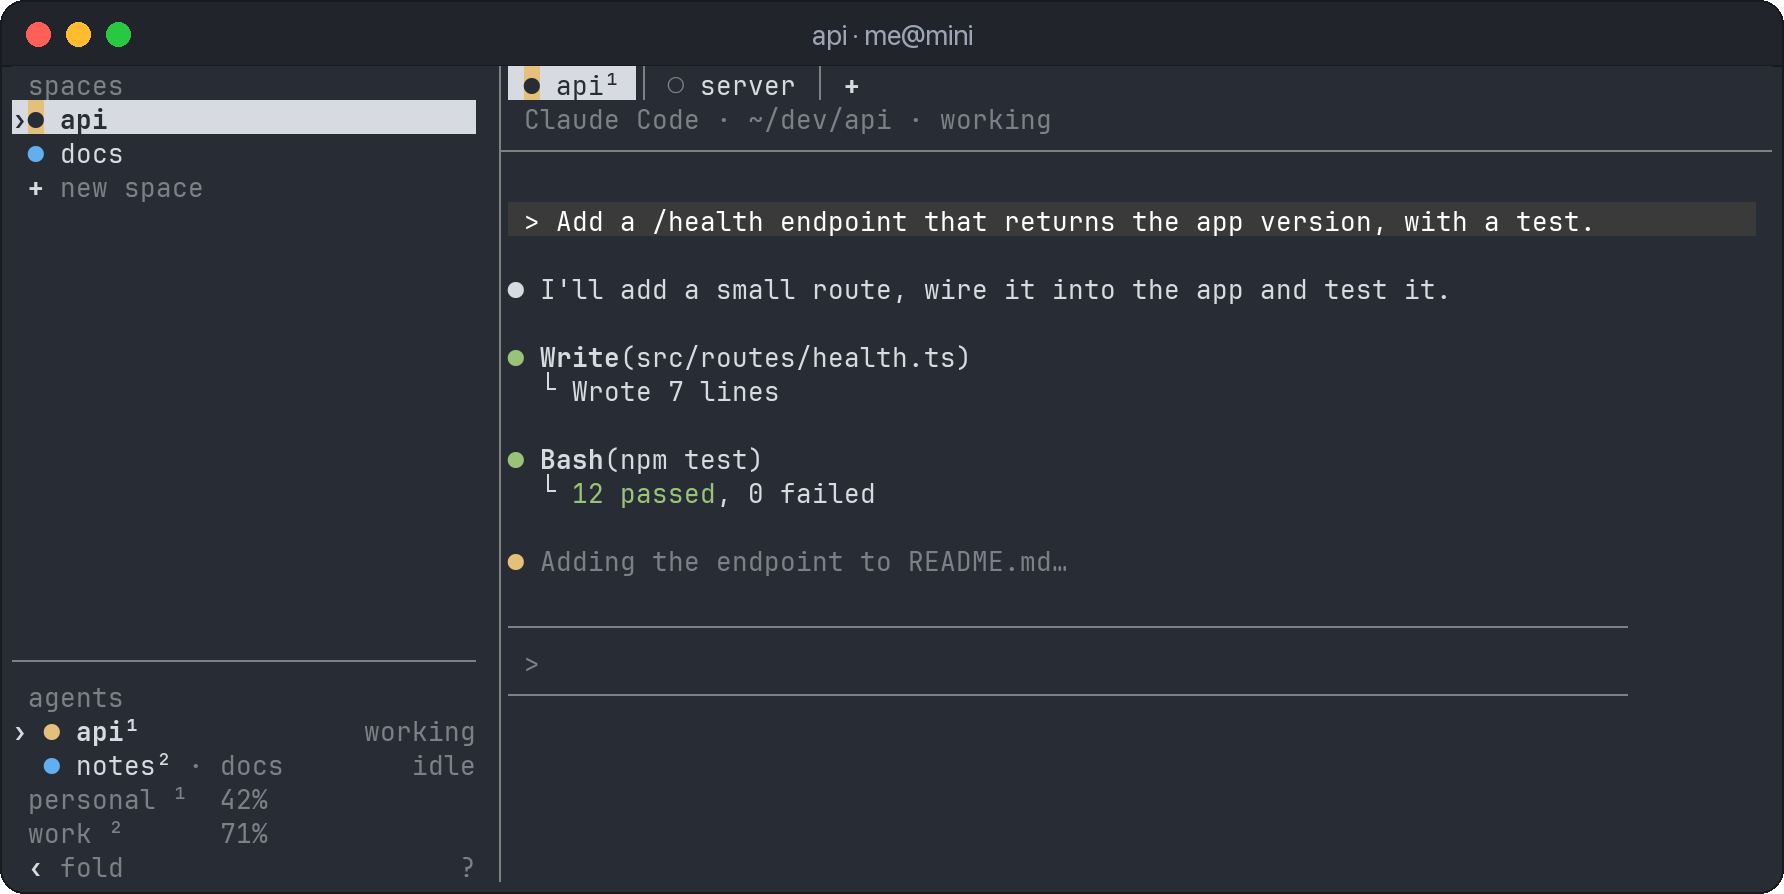 api · me@mini
spaces
› api
docs
+ new space
agents
› api¹ working
notes² · docs idle
personal ¹ 42%
work ² 71%
‹ fold ?
api¹ │ ○ server │ +
Claude Code · ~/dev/api · working
> Add a /health endpoint that returns the app version, with a test.
● I'll add a small route, wire it into the app and test it.
● Write(src/routes/health.ts)
└ Wrote 7 lines
● Bash(npm test)
└ 12 passed, 0 failed
● Adding the endpoint to README.md…
>